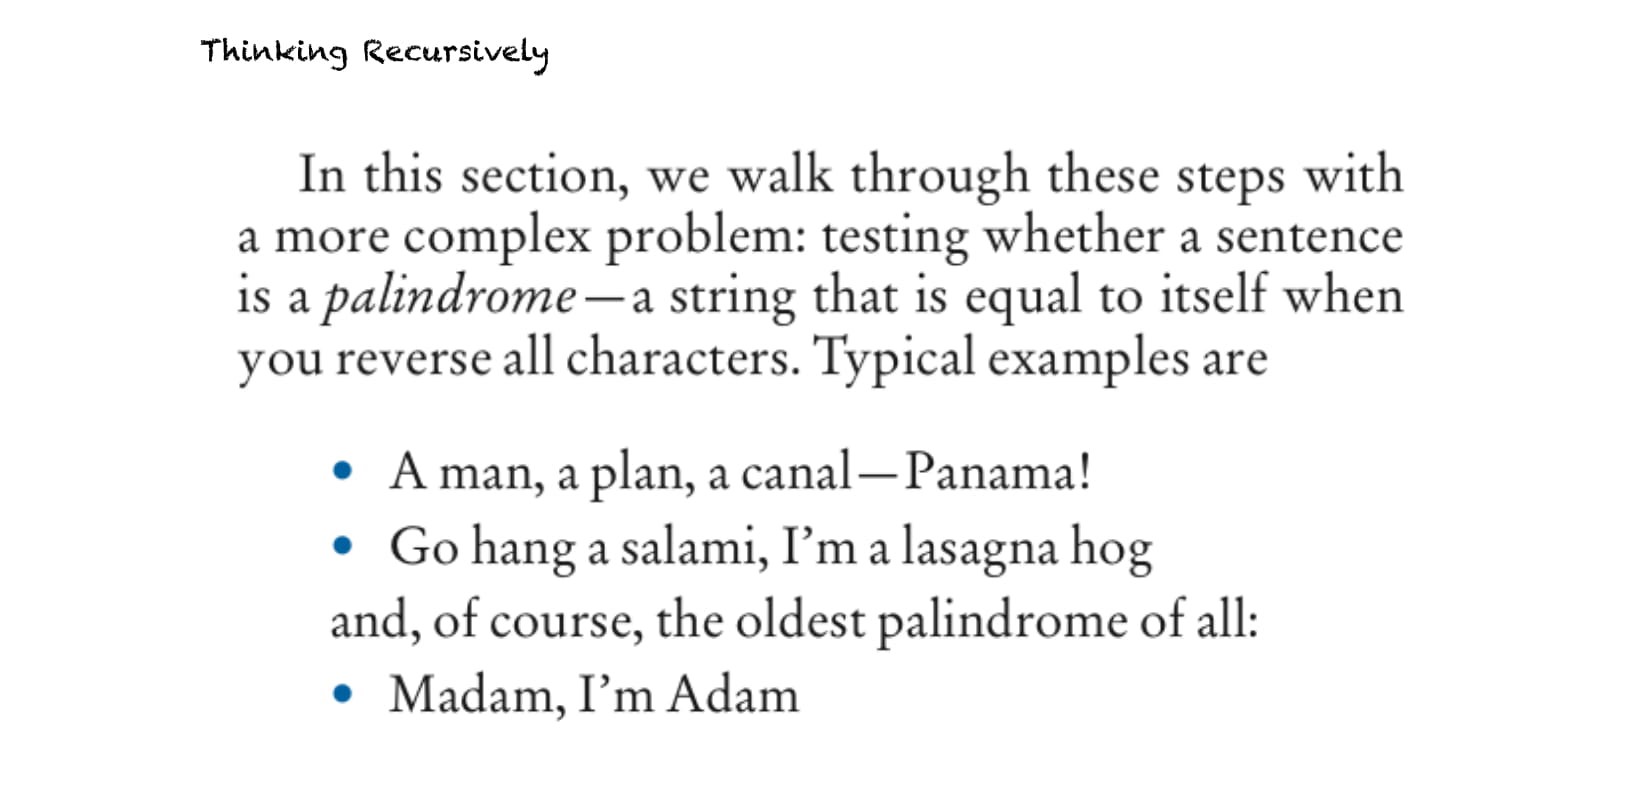 Thinking Recursively
In this section, we walk through these steps with
a more complex problem: testing whether a sentence
is a palindrome—a string that is equal to itself when
you reverse all characters. Typical examples are
• A man, a plan, a canal—Panama!
• Go hang a salami, I’m a lasagna hog
and, of course, the oldest palindrome of all:
• Madam, I’m Adam